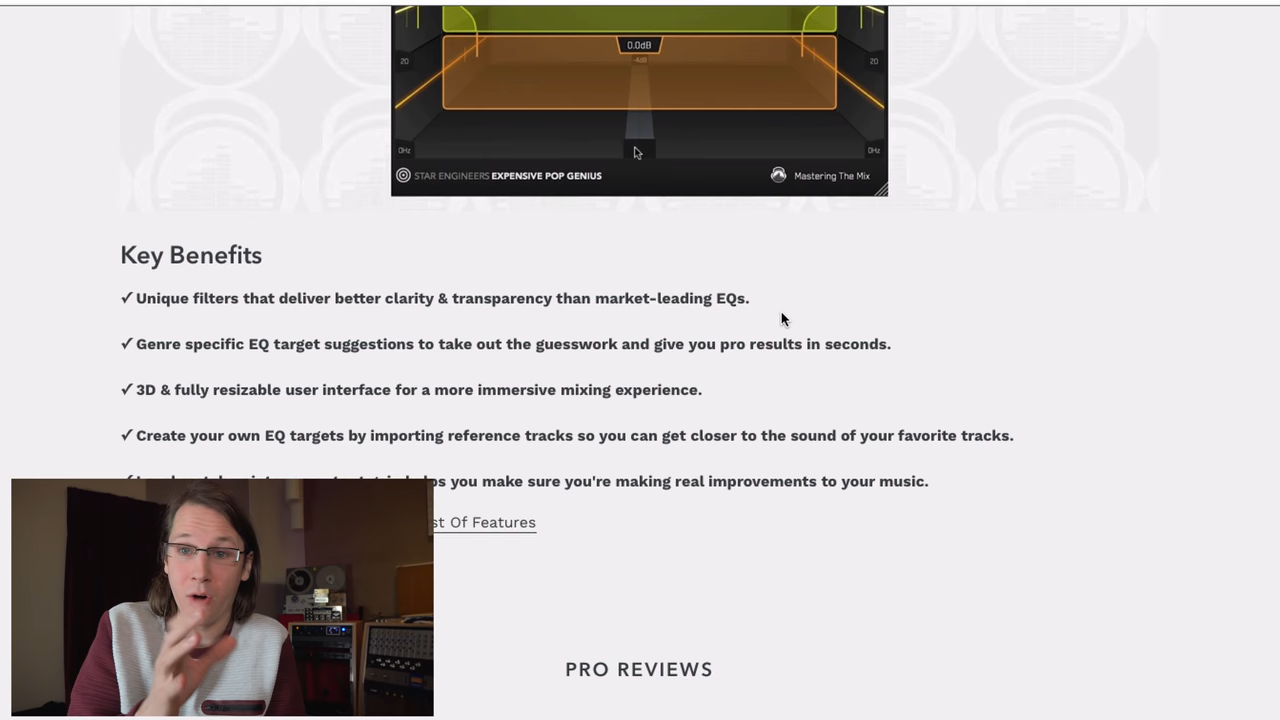 0.0dB
-4dB
20
20
0Hz
0Hz
STAR ENGINEERS EXPENSIVE POP GENIUS
Mastering The Mix
Key Benefits
✓Unique filters that deliver better clarity & transparency than market-leading EQs.
✓Genre specific EQ target suggestions to take out the guesswork and give you pro results in seconds.
✓3D & fully resizable user interface for a more immersive mixing experience.
✓Create your own EQ targets by importing reference tracks so you can get closer to the sound of your favorite tracks.
you make sure you're making real improvements to your music.
Of Features
PRO REVIEWS